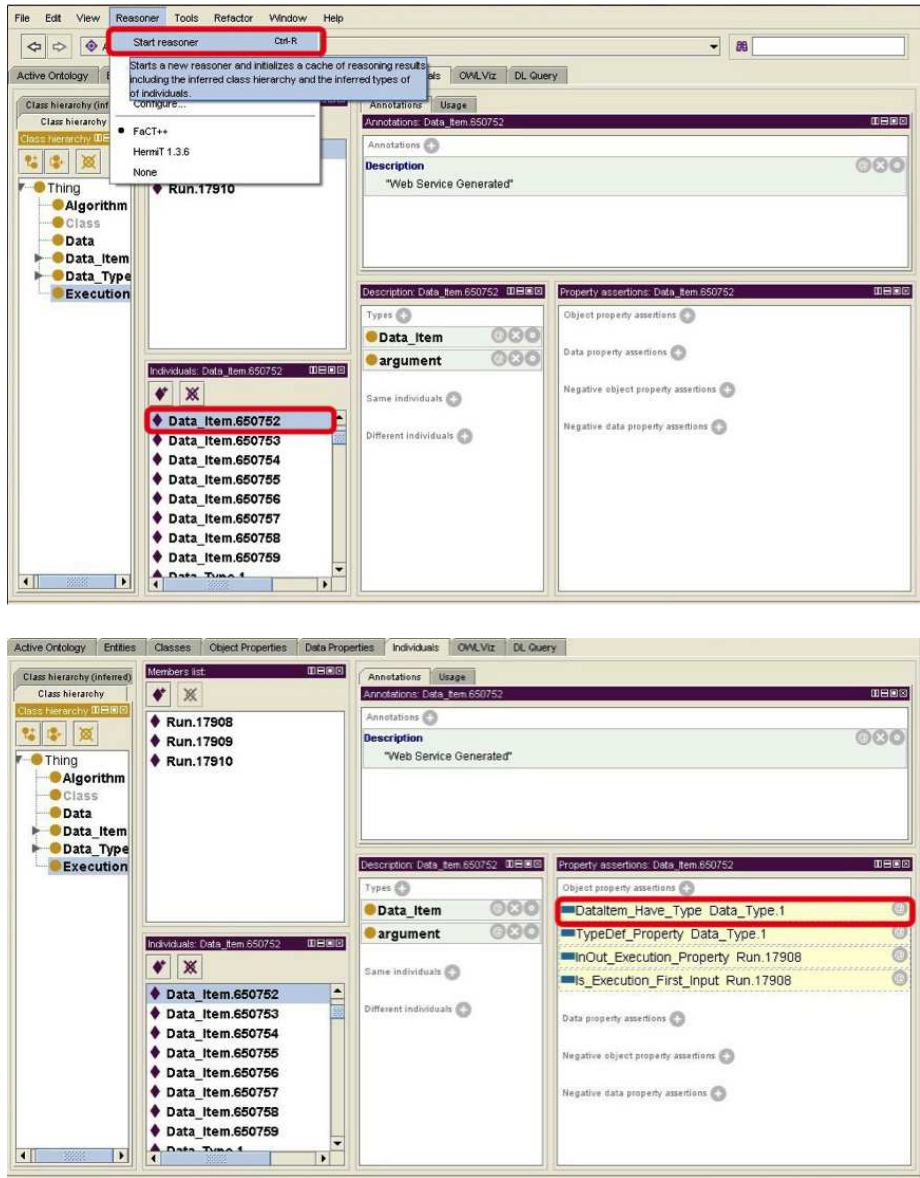 File Edit View Reasoner Tools Refactor Window Help
Start reasoner Ctrl-R
Starts a new reasoner and initializes a cache of reasoning results
including the inferred class hierarchy and the inferred types of
of individuals.
Configure...
FaCT++
HermiT 1.3.6
None
Active Ontology OWLViz DL Query
Class hierarchy (inf
Class hierarchy
Class hierarchy
Thing
Algorithm
Class
Data
Data_Item
Data_Type
Execution
Run.17910
Individuals: Data_Item.650752
Data_Item.650752
Data_Item.650753
Data_Item.650754
Data_Item.650755
Data_Item.650756
Data_Item.650757
Data_Item.650758
Data_Item.650759
Data_Type.1
Annotations Usage
Annotations: Data_Item.650752
Annotations
Description
"Web Service Generated"
Description: Data_Item.650752
Types
Data_Item
argument
Same individuals
Different individuals
Property assertions: Data_Item.650752
Object property assertions
Data property assertions
Negative object property assertions
Negative data property assertions
Active Ontology Entities Classes Object Properties Data Properties Individuals OWLViz DL Query
Class hierarchy (inferred)
Class hierarchy
Class hierarchy
Thing
Algorithm
Class
Data
Data_Item
Data_Type
Execution
Members list:
Run.17908
Run.17909
Run.17910
Individuals: Data_Item.650752
Data_Item.650752
Data_Item.650753
Data_Item.650754
Data_Item.650755
Data_Item.650756
Data_Item.650757
Data_Item.650758
Data_Item.650759
Data_Type.1
Annotations Usage
Annotations: Data_Item.650752
Annotations
Description
"Web Service Generated"
Description: Data_Item.650752
Types
Data_Item
argument
Same individuals
Different individuals
Property assertions: Data_Item.650752
Object property assertions
DataItem_Have_Type Data_Type.1
TypeDef_Property Data_Type.1
InOut_Execution_Property Run.17908
Is_Execution_First_Input Run.17908
Data property assertions
Negative object property assertions
Negative data property assertions